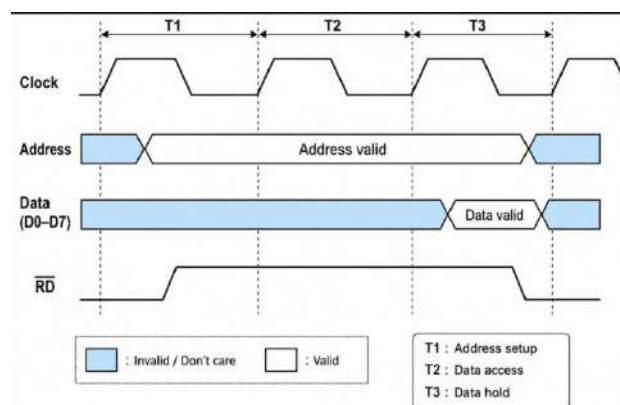 T1 T2 T3
Clock
Address
Address valid
Data
(D0–D7)
Data valid
RD
: Invalid / Don't care
: Valid
T1 : Address setup
T2 : Data access
T3 : Data hold